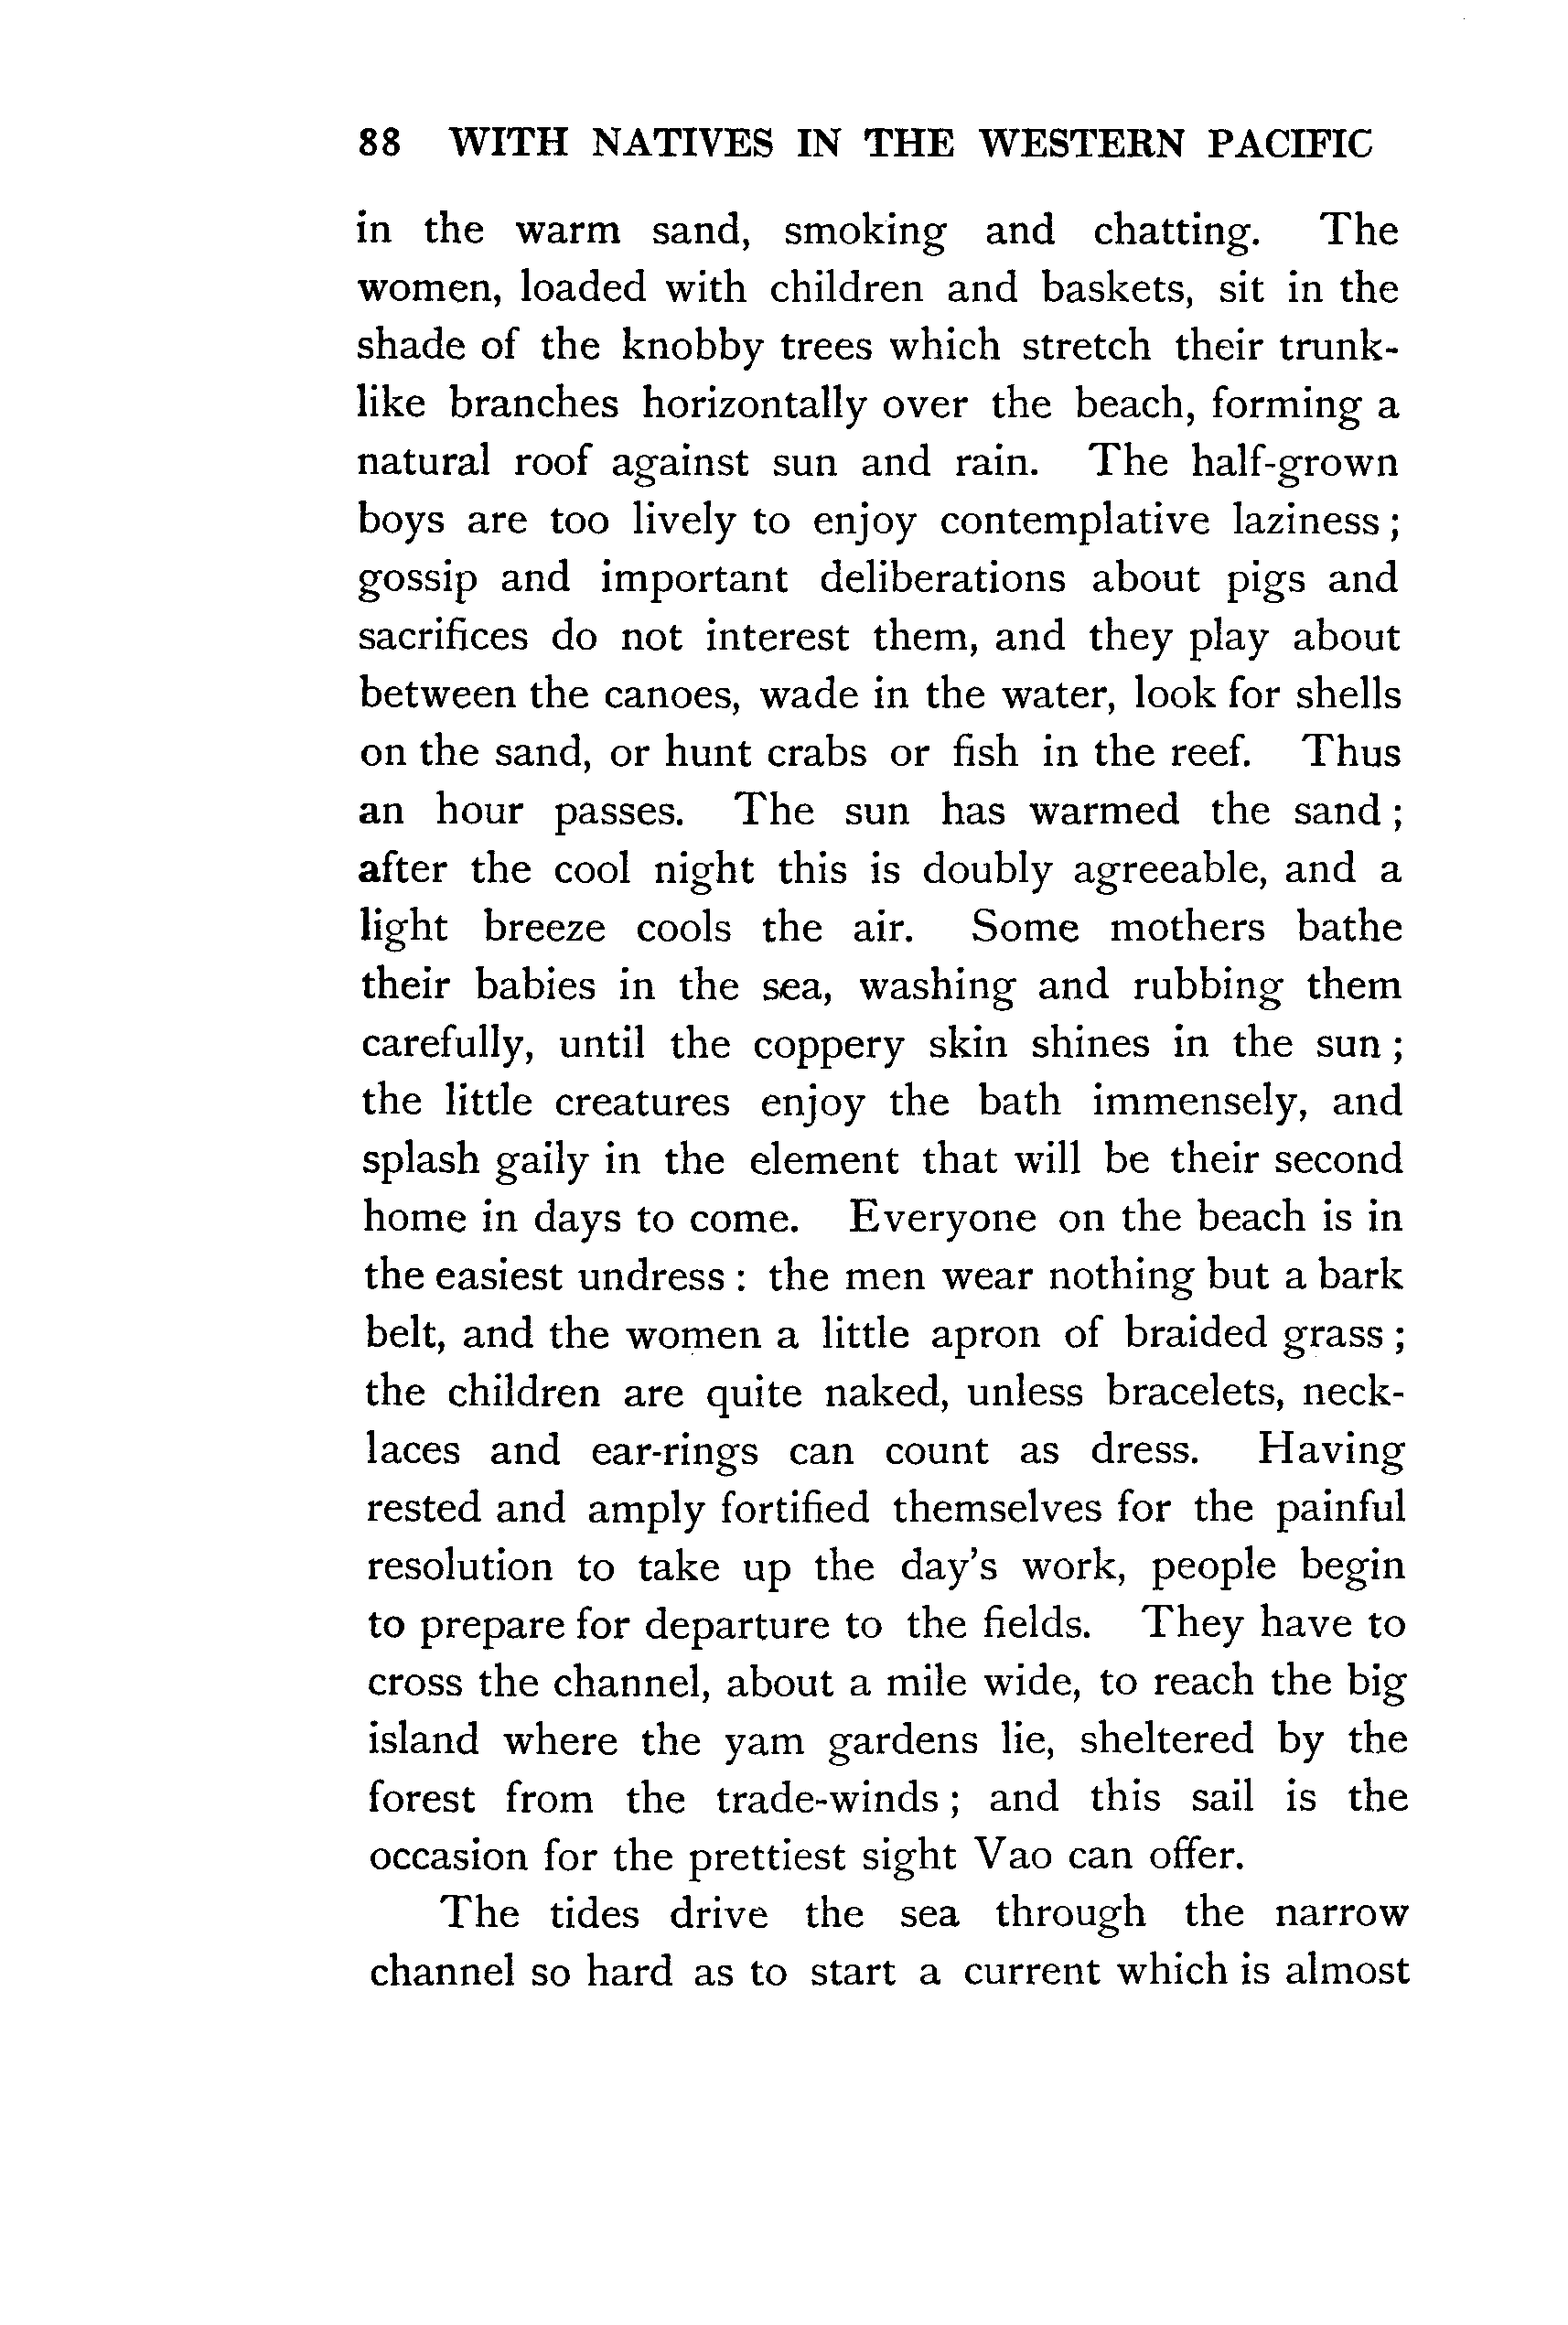 88 WITH NATIVES IN THE WESTERN PACIFIC
in the warm sand, smoking and chatting. The
women, loaded with children and baskets, sit in the
shade of the knobby trees which stretch their trunk-
like branches horizontally over the beach, forming a
natural roof against sun and rain. The half-grown
boys are too lively to enjoy contemplative laziness ;
gossip and important deliberations about pigs and
sacrifices do not interest them, and they play about
between the canoes, wade in the water, look for shells
on the sand, or hunt crabs or fish in the reef. Thus
an hour passes. The sun has warmed the sand ;
after the cool night this is doubly agreeable, and a
light breeze cools the air. Some mothers bathe
their babies in the sea, washing and rubbing them
carefully, until the coppery skin shines in the sun ;
the little creatures enjoy the bath immensely, and
splash gaily in the element that will be their second
home in days to come. Everyone on the beach is in
the easiest undress : the men wear nothing but a bark
belt, and the women a little apron of braided grass ;
the children are quite naked, unless bracelets, neck-
laces and ear-rings can count as dress. Having
rested and amply fortified themselves for the painful
resolution to take up the day's work, people begin
to prepare for departure to the fields. They have to
cross the channel, about a mile wide, to reach the big
island where the yam gardens lie, sheltered by the
forest from the trade-winds ; and this sail is the
occasion for the prettiest sight Vao can offer.
The tides drive the sea through the narrow
channel so hard as to start a current which is almost